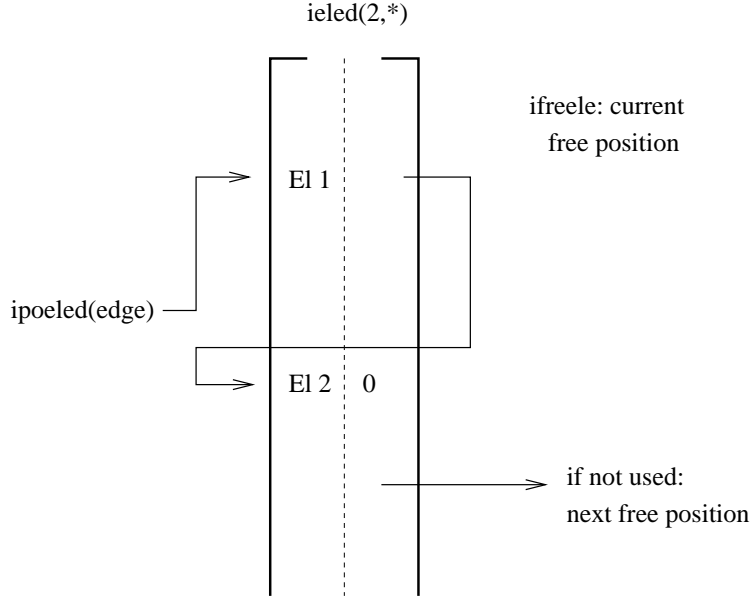 ieled(2,*)
ifreele: current
free position
El 1
ipoeled(edge)
El 2
0
if not used:
next free position